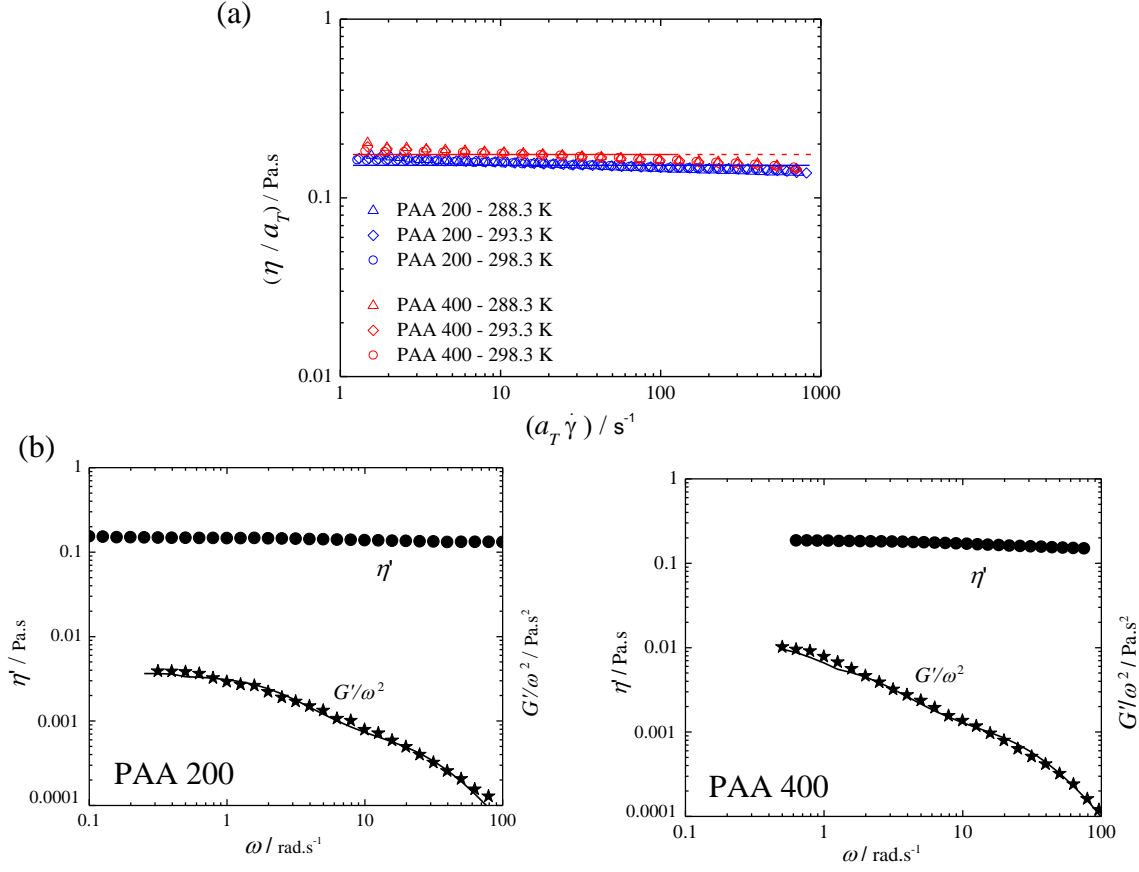 (a)
1
0.1
0.01
(η / a_T) / Pa.s
PAA 200 - 288.3 K
PAA 200 - 293.3 K
PAA 200 - 298.3 K
PAA 400 - 288.3 K
PAA 400 - 293.3 K
PAA 400 - 298.3 K
1 10 100 1000
(a_T γ̇) / s⁻¹
(b)
1
0.1
0.01
0.001
0.0001
η' / Pa.s
η'
G'/ω²
G'/ω² / Pa.s²
PAA 200
0.1 1 10 100
ω / rad.s⁻¹
1
0.1
0.01
0.001
0.0001
η' / Pa.s
η'
G'/ω²
G'/ω² / Pa.s²
PAA 400
0.1 1 10 100
ω / rad.s⁻¹